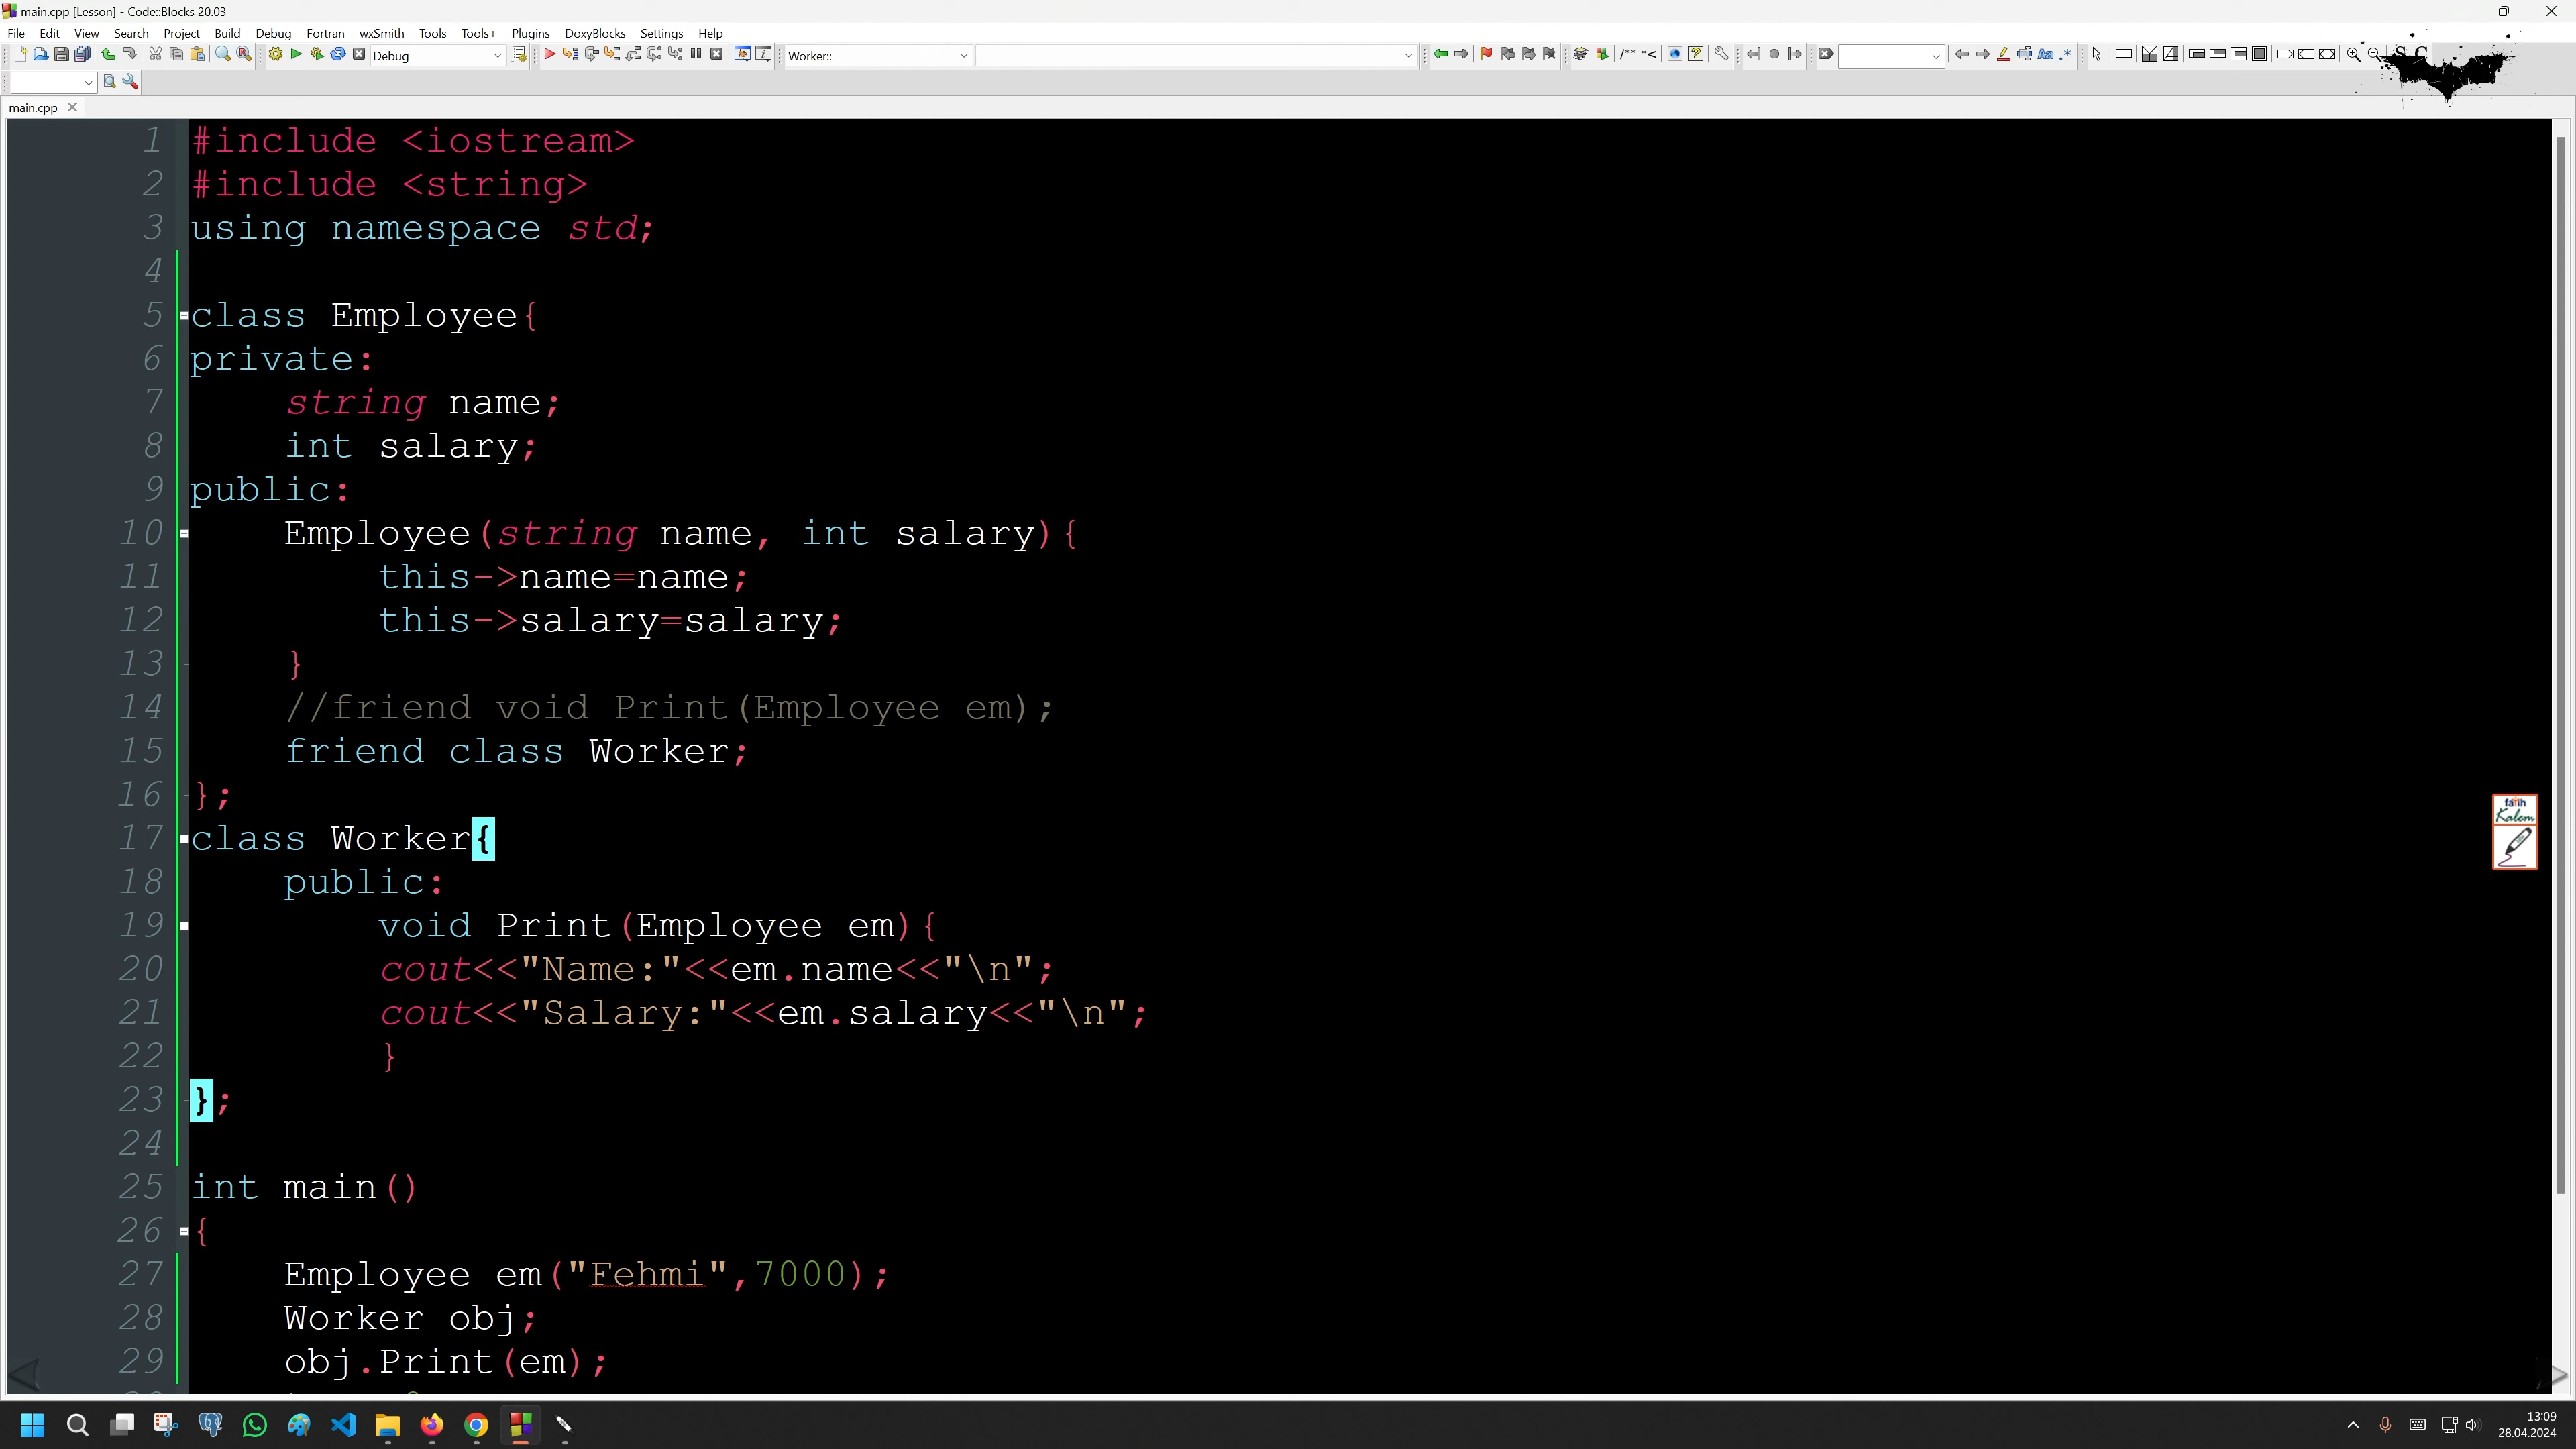 main.cpp [Lesson] - Code::Blocks 20.03
File Edit View Search Project Build Debug Fortran wxSmith Tools Tools+ Plugins DoxyBlocks Settings Help
Debug
Worker::
/** *<
Aa .*
S C
main.cpp
1 #include <iostream>
2 #include <string>
3 using namespace std;
4
5 class Employee{
6 private:
7 string name;
8 int salary;
9 public:
10 Employee(string name, int salary){
11 this->name=name;
12 this->salary=salary;
13 }
14 //friend void Print(Employee em);
15 friend class Worker;
16 };
17 class Worker{
18 public:
19 void Print(Employee em){
20 cout<<"Name:"<<em.name<<"\n";
21 cout<<"Salary:"<<em.salary<<"\n";
22 }
23 };
24
25 int main()
26 {
27 Employee em("Fehmi",7000);
28 Worker obj;
29 obj.Print(em);
fatih
Kalem
13:09
28.04.2024